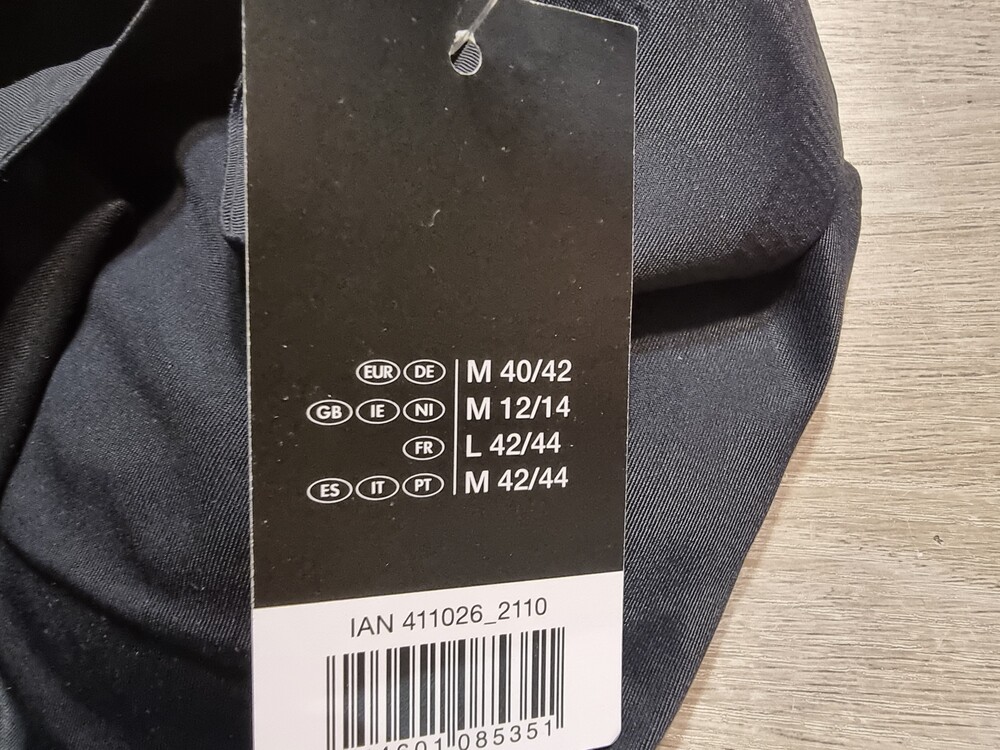 EUR DE M 40/42
GB IE NI M 12/14
FR L 42/44
ES IT PT M 42/44
IAN 411026_2110
085351